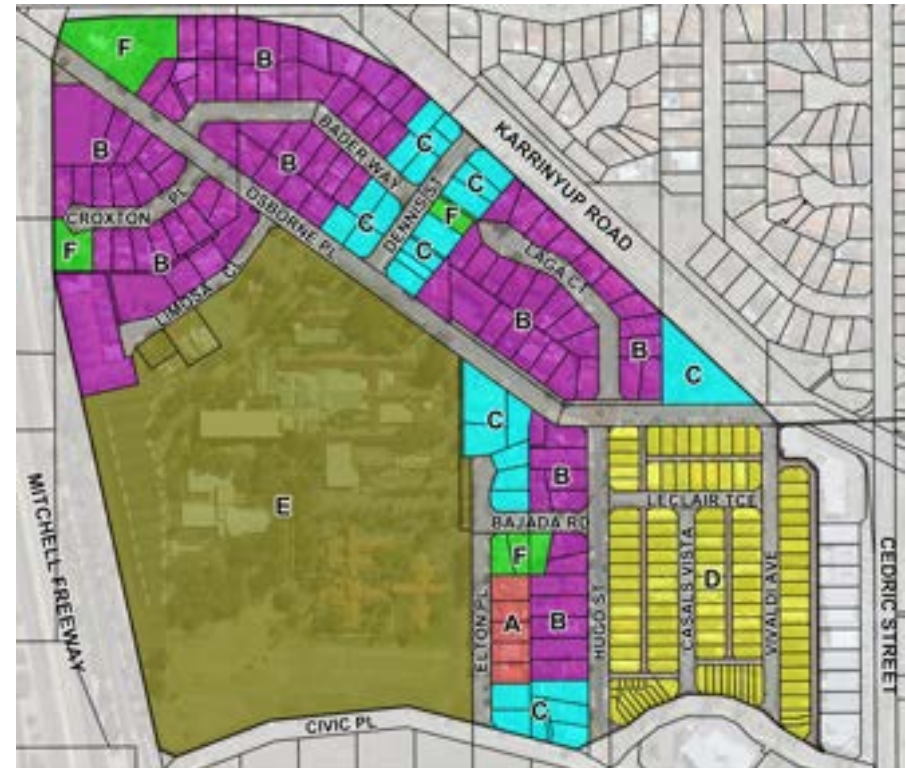 F
B
B
BADER WAY
B
C
KARRINYUP ROAD
C
CROXTON PL
OSBORNE PL
C
DENNIS ST
F
C
F
B
LIMOSA C
LAGA CT
B
B
C
C
E
B
LECLAIR TCE
BAJADA RD
F
MITCHELL FREEWAY
ELTON PL
A
B
HUGO ST
CASALS VISTA
D
VIVALDI AVE
CEDRIC STREET
C
CIVIC PL